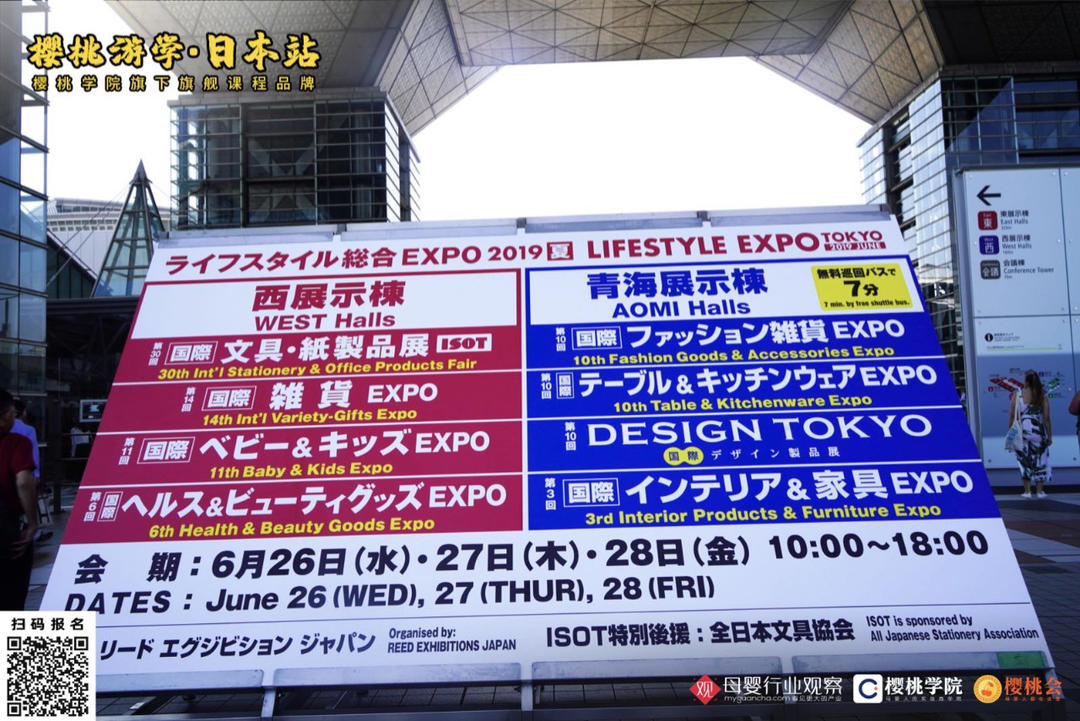 樱桃游学·日本站
樱桃学院旗下旗舰课程品牌
ライフスタイル総合EXPO 2019 夏 LIFESTYLE EXPO TOKYO 2019 JUNE
西展示棟
WEST Halls
第30回 国際 文具・紙製品展 ISOT
30th Int'l Stationery & Office Products Fair
第14回 国際 雑貨 EXPO
14th Int'l Variety-Gifts Expo
第11回 国際 ベビー&キッズ EXPO
11th Baby & Kids Expo
第6回 国際 ヘルス&ビューティグッズ EXPO
6th Health & Beauty Goods Expo
青海展示棟
AOMI Halls
無料巡回バスで
7分
7 min. by free shuttle bus.
第10回 国際 ファッション雑貨 EXPO
10th Fashion Goods & Accessories Expo
第10回 国際 テーブル&キッチンウェア EXPO
10th Table & Kitchenware Expo
第10回 DESIGN TOKYO
国際 デザイン製品展
第3回 国際 インテリア&家具 EXPO
3rd Interior Products & Furniture Expo
会 期:6月26日(水)・27日(木)・28日(金) 10:00~18:00
DATES : June 26 (WED), 27 (THUR), 28 (FRI)
リード エグジビション ジャパン
Organised by:
REED EXHIBITIONS JAPAN
ISOT特別後援:全日本文具協会
ISOT is sponsored by
All Japanese Stationery Association
東 東展示棟
East East Halls
西 西展示棟
West West Halls
会議 会議棟
Conference Tower
扫码报名
观 母婴行业观察
www.myguancha.com
樱桃学院
樱桃会